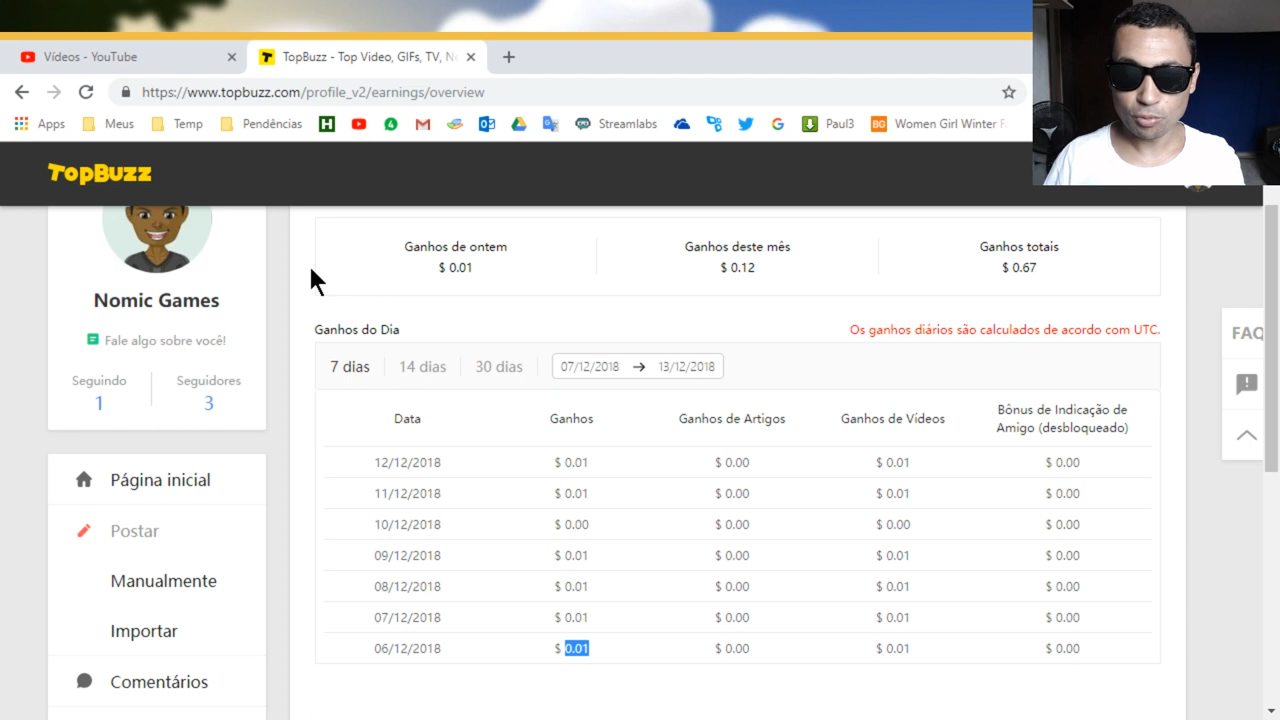 Vídeos - YouTube
TopBuzz - Top Video, GIFs, TV, N
https://www.topbuzz.com/profile_v2/earnings/overview
Apps Meus Temp Pendências Streamlabs Paul3 Women Girl Winter F
TopBuzz
Ganhos de ontem Ganhos deste mês Ganhos totais
$ 0.01 $ 0.12 $ 0.67
Nomic Games
Fale algo sobre você!
Seguindo Seguidores
1 3
Ganhos do Dia Os ganhos diários são calculados de acordo com UTC.
7 dias 14 dias 30 dias 07/12/2018 → 13/12/2018
Data Ganhos Ganhos de Artigos Ganhos de Vídeos Bônus de Indicação de
Amigo (desbloqueado)
12/12/2018 $ 0.01 $ 0.00 $ 0.01 $ 0.00
11/12/2018 $ 0.01 $ 0.00 $ 0.01 $ 0.00
10/12/2018 $ 0.00 $ 0.00 $ 0.00 $ 0.00
09/12/2018 $ 0.01 $ 0.00 $ 0.01 $ 0.00
08/12/2018 $ 0.01 $ 0.00 $ 0.01 $ 0.00
07/12/2018 $ 0.01 $ 0.00 $ 0.01 $ 0.00
06/12/2018 $ 0.01 $ 0.00 $ 0.01 $ 0.00
Página inicial
Postar
Manualmente
Importar
Comentários
FAQ